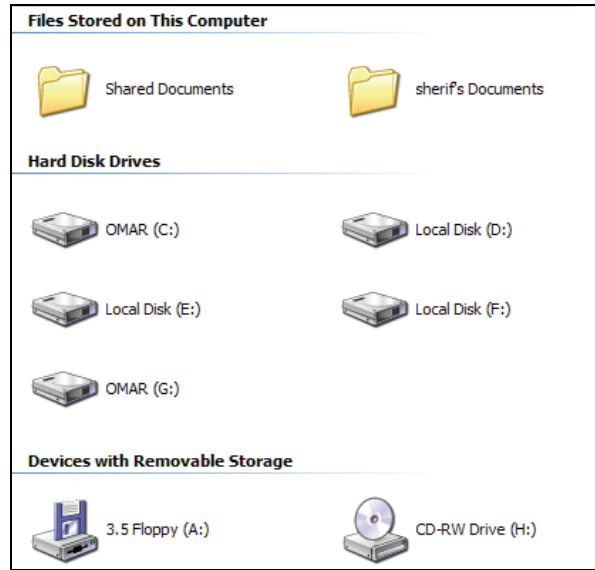 Files Stored on This Computer
Shared Documents
sherif's Documents
Hard Disk Drives
OMAR (C:)
Local Disk (D:)
Local Disk (E:)
Local Disk (F:)
OMAR (G:)
Devices with Removable Storage
3.5 Floppy (A:)
CD-RW Drive (H:)